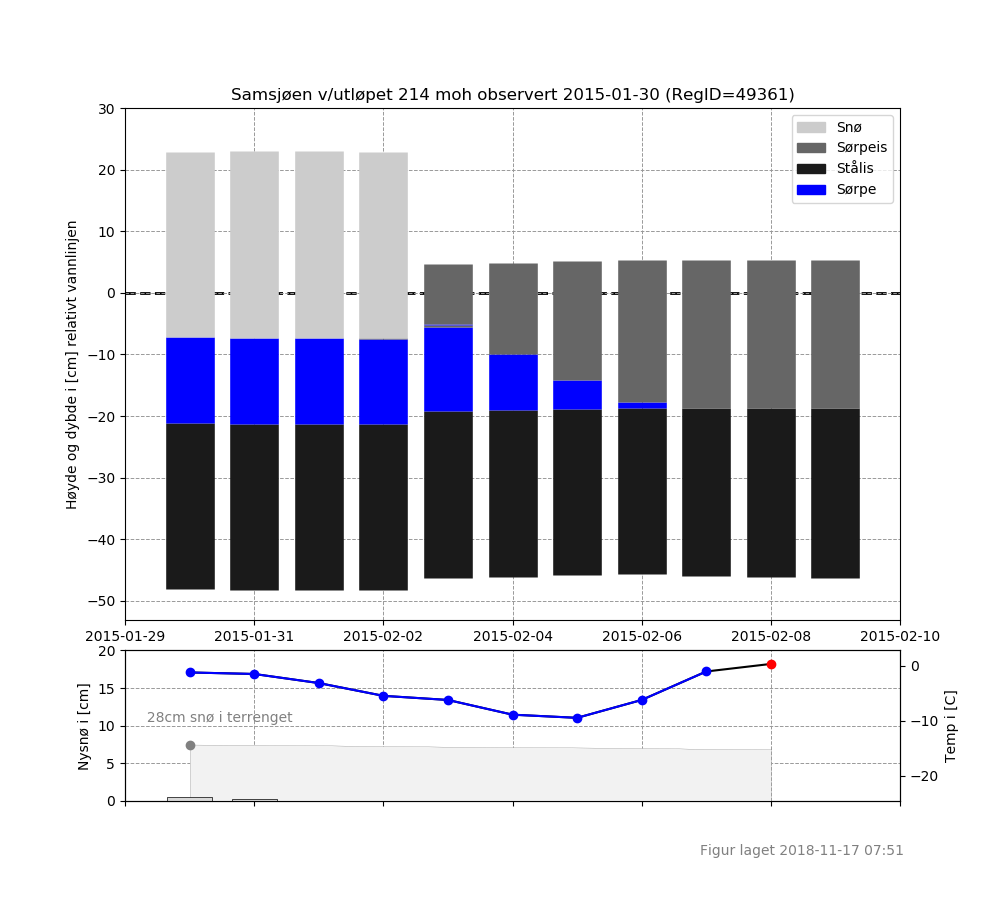 Samsjøen v/utløpet 214 moh observert 2015-01-30 (RegID=49361)
Høyde og dybde i [cm] relativt vannlinjen
30
20
10
0
−10
−20
−30
−40
−50
Snø
Sørpeis
Stålis
Sørpe
2015-01-29 2015-01-31 2015-02-02 2015-02-04 2015-02-06 2015-02-08 2015-02-10
Nysnø i [cm]
20
15
10
5
0
28cm snø i terrenget
0
−10
−20
Temp i [C]
Figur laget 2018-11-17 07:51